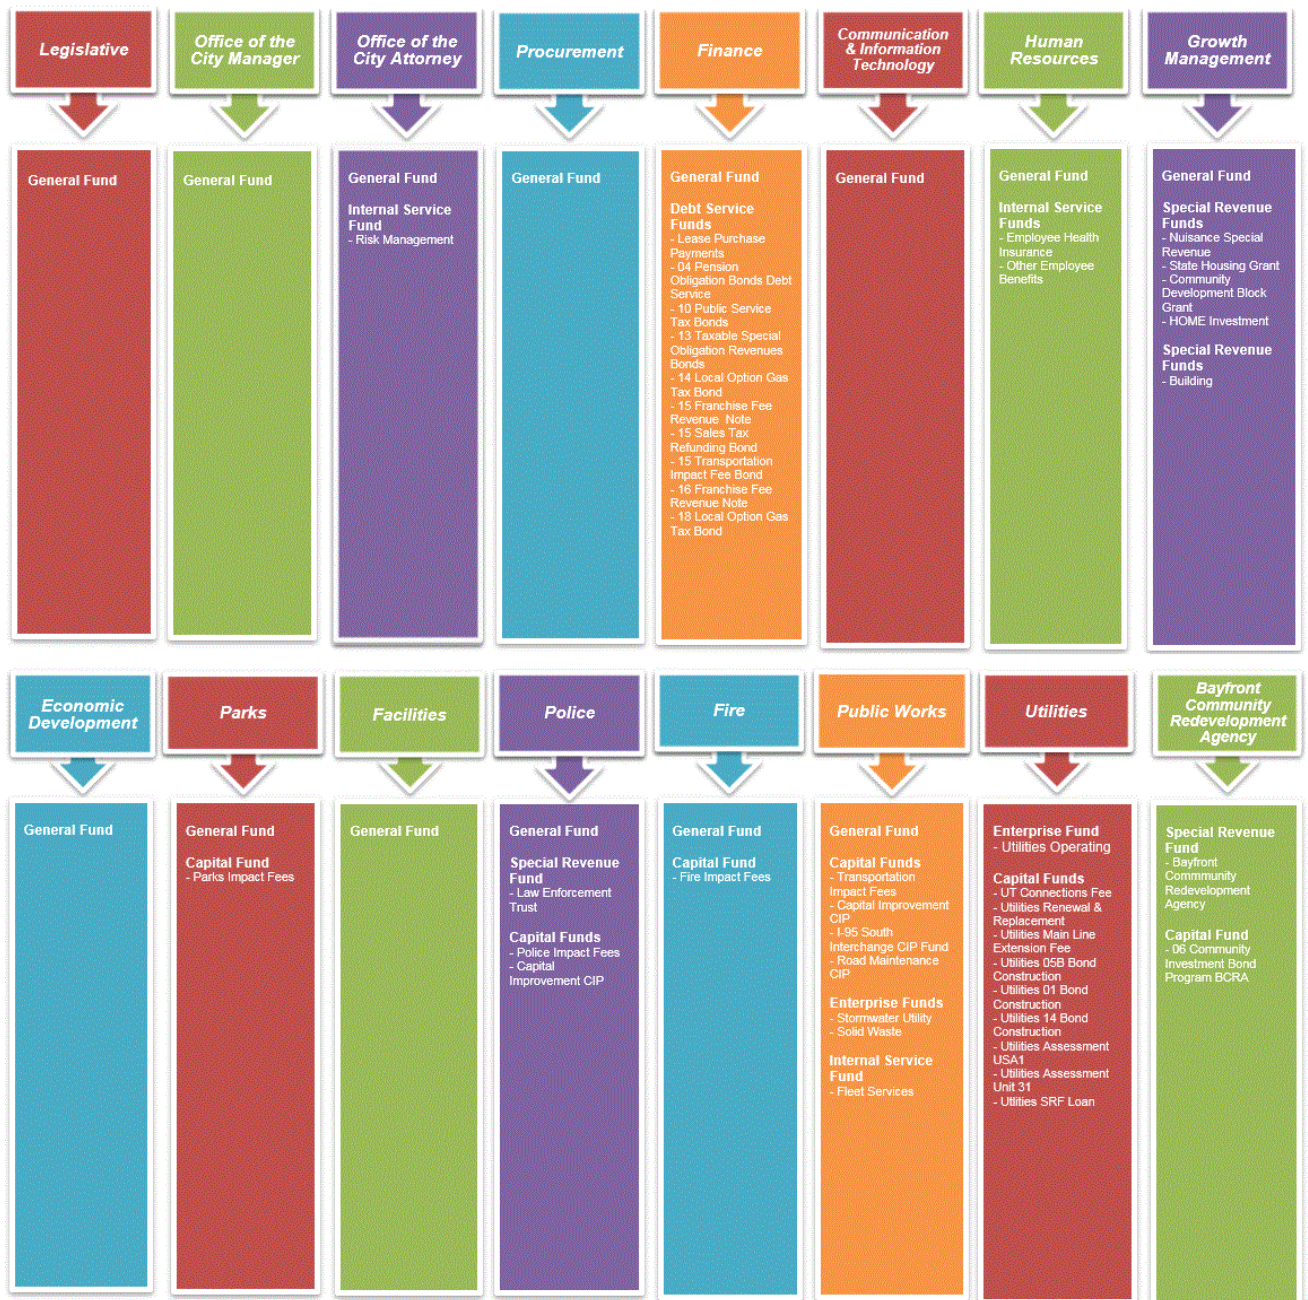 Legislative
Office of the
City Manager
Office of the
City Attorney
Procurement
Finance
Communication
& Information
Technology
Human
Resources
Growth
Management
General Fund
General Fund
General Fund
Internal Service
Fund
- Risk Management
General Fund
General Fund
Debt Service
Funds
- Lease Purchase
Payments
- 04 Pension
Obligation Bonds Debt
Service
- 10 Public Service
Tax Bonds
- 13 Taxable Special
Obligation Revenues
Bonds
- 14 Local Option Gas
Tax Bond
- 15 Franchise Fee
Revenue Note
- 15 Sales Tax
Refunding Bond
- 15 Transportation
Impact Fee Bond
- 16 Franchise Fee
Revenue Note
- 18 Local Option Gas
Tax Bond
General Fund
General Fund
Internal Service
Funds
- Employee Health
Insurance
- Other Employee
Benefits
General Fund
Special Revenue
Funds
- Nuisance Special
Revenue
- State Housing Grant
- Community
Development Block
Grant
- HOME Investment
Special Revenue
Funds
- Building
Economic
Development
Parks
Facilities
Police
Fire
Public Works
Utilities
Bayfront
Community
Redevelopment
Agency
General Fund
General Fund
Capital Fund
- Parks Impact Fees
General Fund
General Fund
Special Revenue
Fund
- Law Enforcement
Trust
Capital Funds
- Police Impact Fees
- Capital
Improvement CIP
General Fund
Capital Fund
- Fire Impact Fees
General Fund
Capital Funds
- Transportation
Impact Fees
- Capital Improvement
CIP
- I-95 South
Interchange CIP Fund
- Road Maintenance
CIP
Enterprise Funds
- Stormwater Utility
- Solid Waste
Internal Service
Fund
- Fleet Services
Enterprise Fund
- Utilities Operating
Capital Funds
- UT Connections Fee
- Utilities Renewal &
Replacement
- Utilities Main Line
Extension Fee
- Utilities 05B Bond
Construction
- Utilities 01 Bond
Construction
- Utilities 14 Bond
Construction
- Utilities Assessment
USA1
- Utilities Assessment
Unit 31
- Utlities SRF Loan
Special Revenue
Fund
- Bayfront
Commmunity
Redevelopment
Agency
Capital Fund
- 06 Community
Investment Bond
Program BCRA